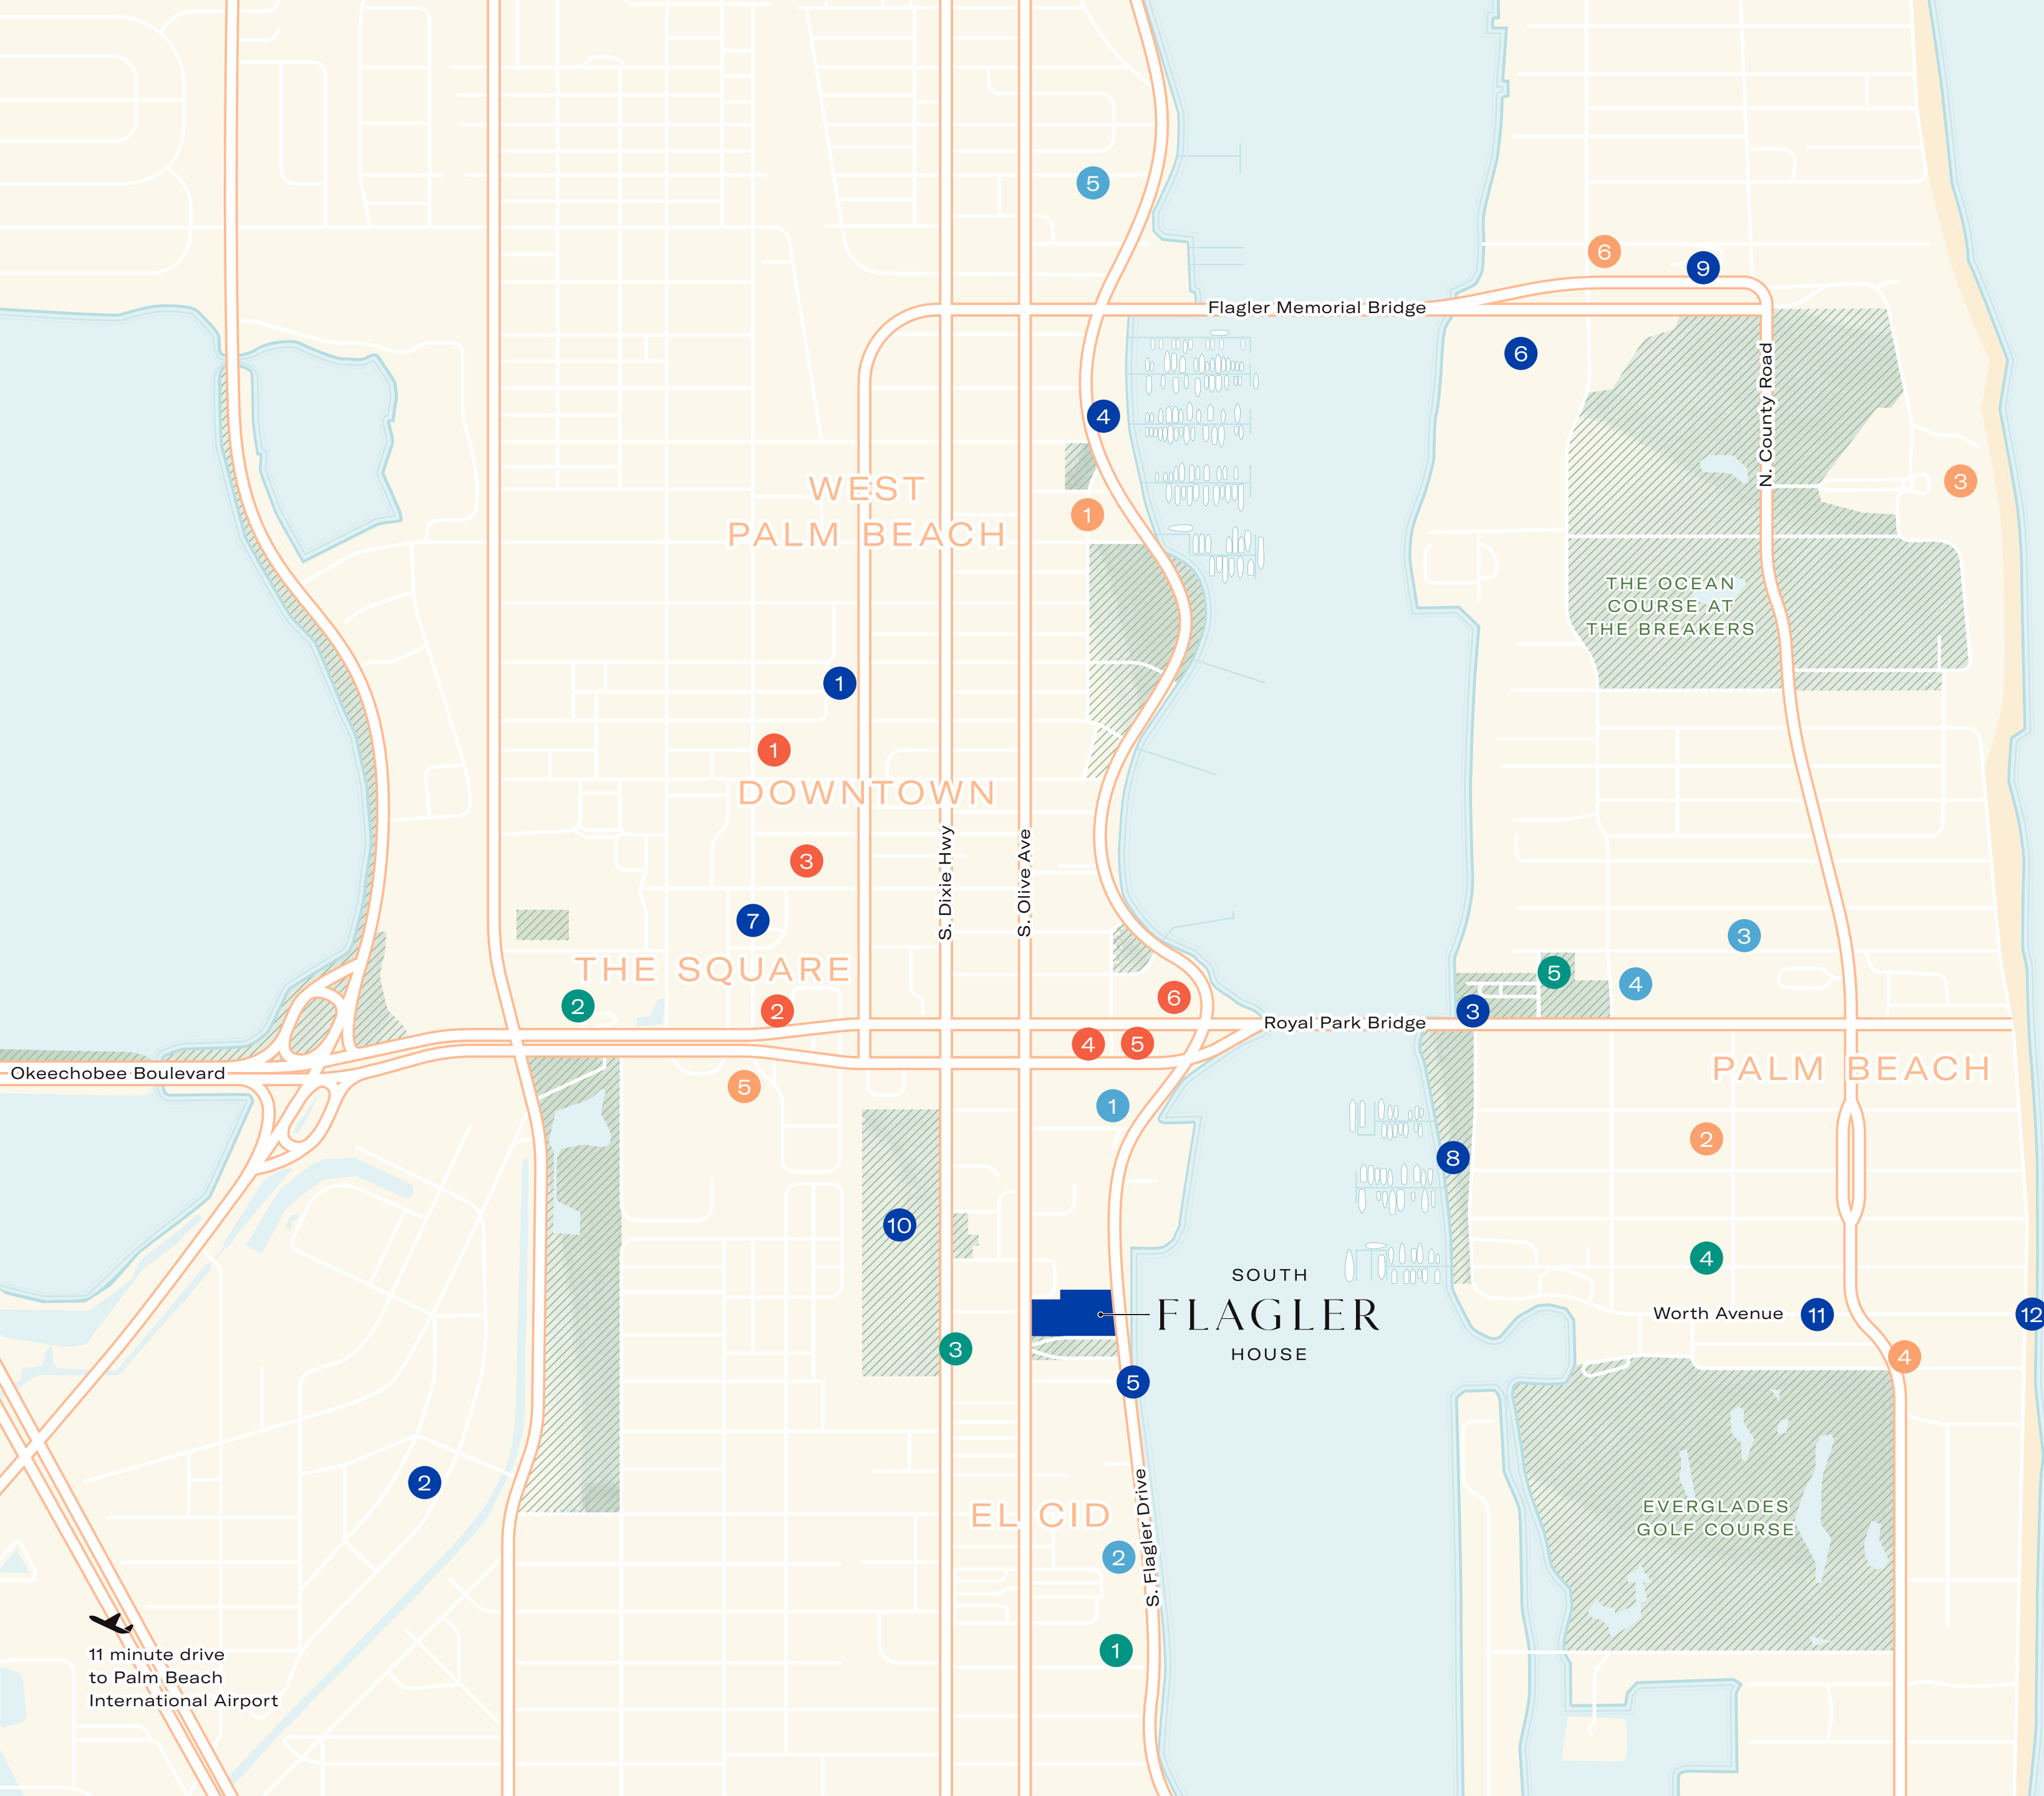 5
6
9
Flagler Memorial Bridge
6
N. County Road
4
3
WEST
PALM BEACH
1
THE OCEAN
COURSE AT
THE BREAKERS
1
1
DOWNTOWN
S. Dixie Hwy
S. Olive Ave
3
7
3
THE SQUARE
5
4
2
2
6
3
Royal Park Bridge
4
5
Okeechobee Boulevard
PALM BEACH
5
1
2
8
10
4
SOUTH
FLAGLER
HOUSE
Worth Avenue
11
12
3
4
5
2
S. Flagler Drive
EL CID
EVERGLADES
GOLF COURSE
2
1
11 minute drive
to Palm Beach
International Airport